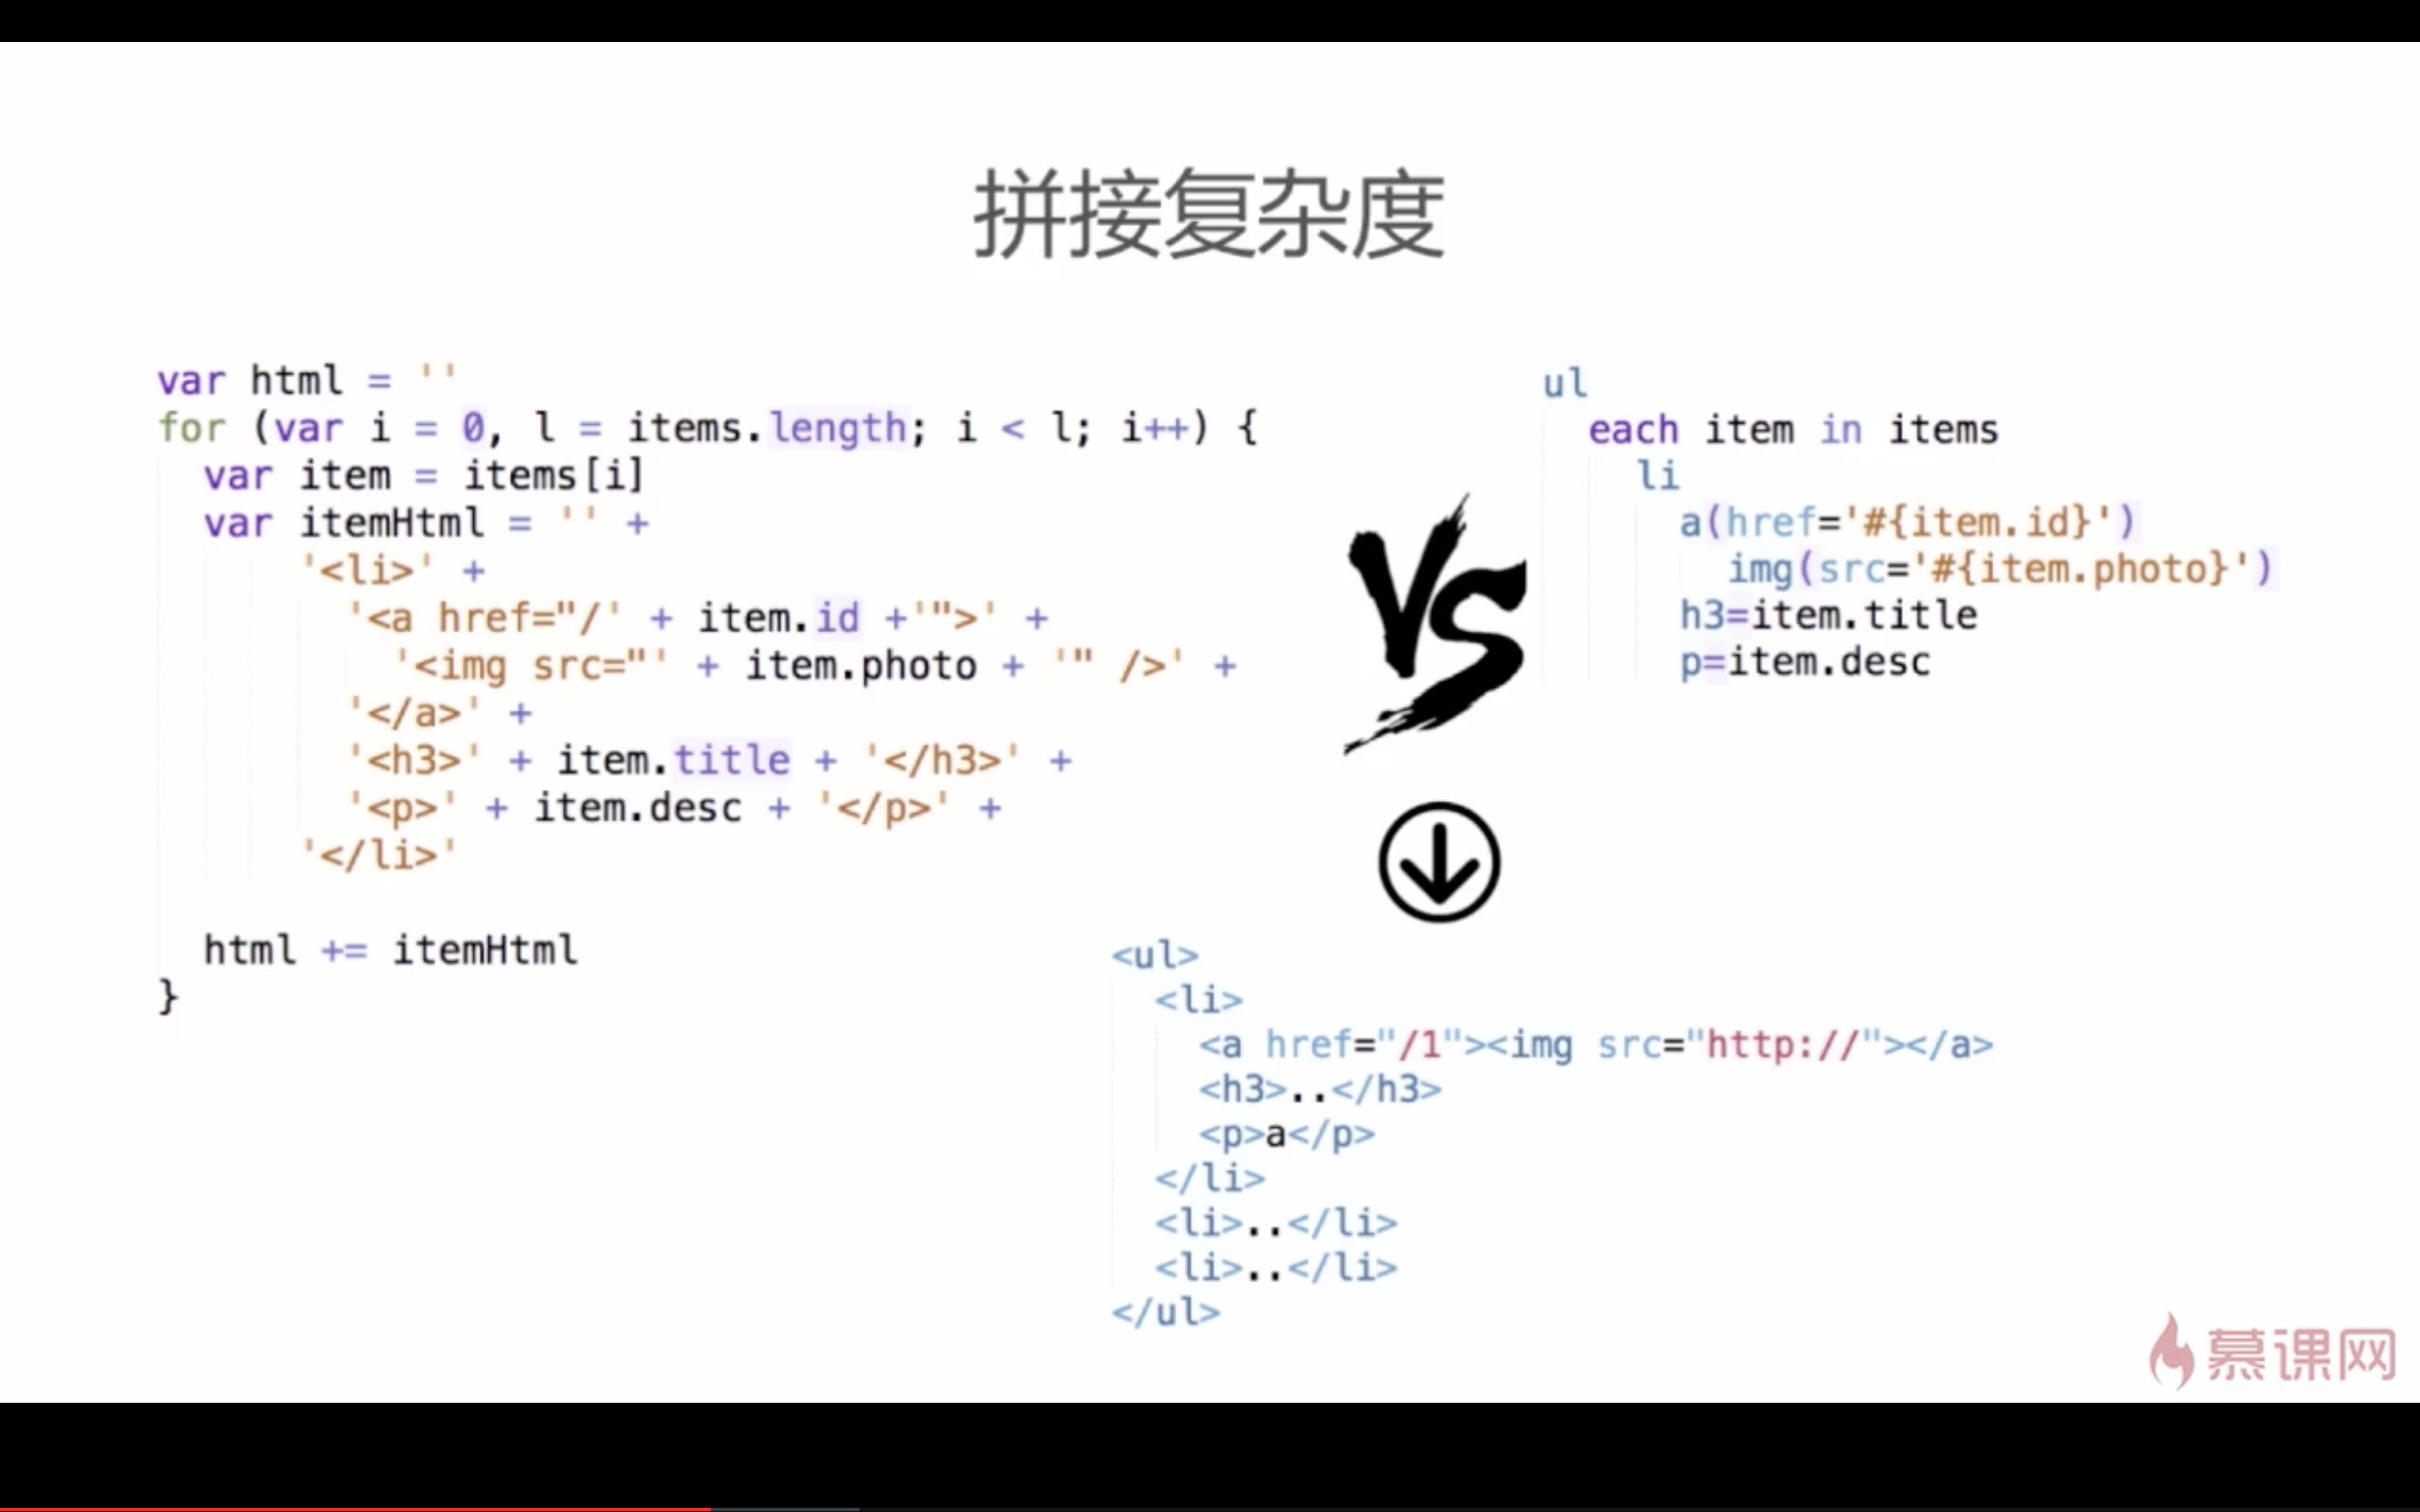 拼接复杂度
var html = ''
for (var i = 0, l = items.length; i < l; i++) {
  var item = items[i]
  var itemHtml = '' +
      '<li>' +
        '<a href="/' + item.id +'">' +
          '<img src="' + item.photo + '" />' +
        '</a>' +
        '<h3>' + item.title + '</h3>' +
        '<p>' + item.desc + '</p>' +
      '</li>'
  html += itemHtml
}
VS
ul
  each item in items
    li
      a(href='#{item.id}')
        img(src='#{item.photo}')
      h3=item.title
      p=item.desc
<ul>
  <li>
    <a href="/1"><img src="http://"></a>
    <h3>..</h3>
    <p>a</p>
  </li>
  <li>..</li>
  <li>..</li>
</ul>
慕课网